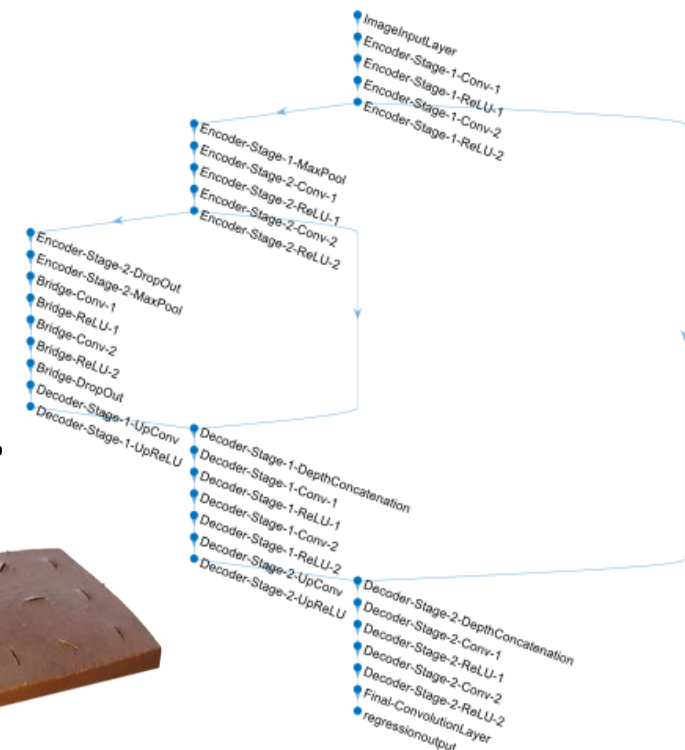 ImageInputLayer
Encoder-Stage-1-Conv-1
Encoder-Stage-1-ReLU-1
Encoder-Stage-1-Conv-2
Encoder-Stage-1-ReLU-2
Encoder-Stage-1-MaxPool
Encoder-Stage-2-Conv-1
Encoder-Stage-2-ReLU-1
Encoder-Stage-2-Conv-2
Encoder-Stage-2-ReLU-2
Encoder-Stage-2-DropOut
Encoder-Stage-2-MaxPool
Bridge-Conv-1
Bridge-ReLU-1
Bridge-Conv-2
Bridge-ReLU-2
Bridge-DropOut
Decoder-Stage-1-UpConv
Decoder-Stage-1-UpReLU
Decoder-Stage-1-DepthConcatenation
Decoder-Stage-1-Conv-1
Decoder-Stage-1-ReLU-1
Decoder-Stage-1-Conv-2
Decoder-Stage-1-ReLU-2
Decoder-Stage-2-UpConv
Decoder-Stage-2-UpReLU
Decoder-Stage-2-DepthConcatenation
Decoder-Stage-2-Conv-1
Decoder-Stage-2-ReLU-1
Decoder-Stage-2-Conv-2
Decoder-Stage-2-ReLU-2
Final-ConvolutionLayer
regressionoutput